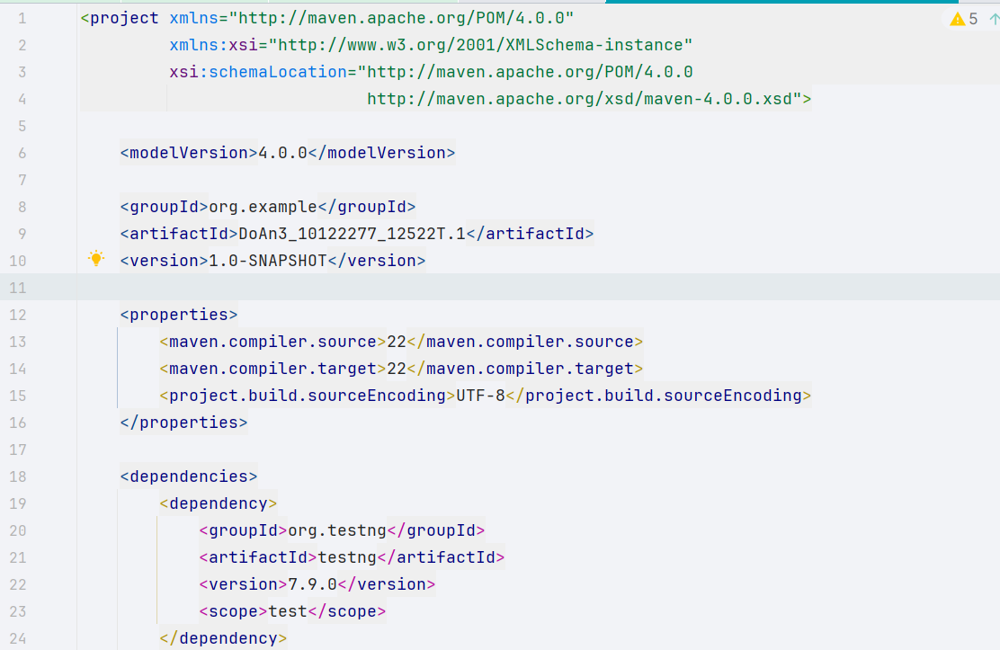 1 <project xmlns="http://maven.apache.org/POM/4.0.0" 5
2 xmlns:xsi="http://www.w3.org/2001/XMLSchema-instance"
3 xsi:schemaLocation="http://maven.apache.org/POM/4.0.0
4 http://maven.apache.org/xsd/maven-4.0.0.xsd">
5
6 <modelVersion>4.0.0</modelVersion>
7
8 <groupId>org.example</groupId>
9 <artifactId>DoAn3_10122277_12522T.1</artifactId>
10 <version>1.0-SNAPSHOT</version>
11
12 <properties>
13 <maven.compiler.source>22</maven.compiler.source>
14 <maven.compiler.target>22</maven.compiler.target>
15 <project.build.sourceEncoding>UTF-8</project.build.sourceEncoding>
16 </properties>
17
18 <dependencies>
19 <dependency>
20 <groupId>org.testng</groupId>
21 <artifactId>testng</artifactId>
22 <version>7.9.0</version>
23 <scope>test</scope>
24 </dependency>